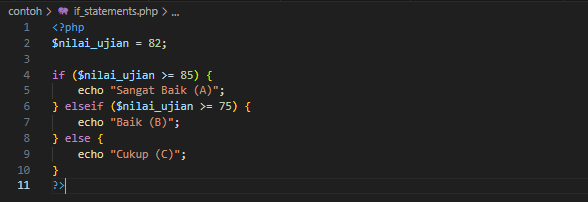 contoh > if_statements.php > ...
1 <?php
2 $nilai_ujian = 82;
3
4 if ($nilai_ujian >= 85) {
5     echo "Sangat Baik (A)";
6 } elseif ($nilai_ujian >= 75) {
7     echo "Baik (B)";
8 } else {
9     echo "Cukup (C)";
10 }
11 ?>